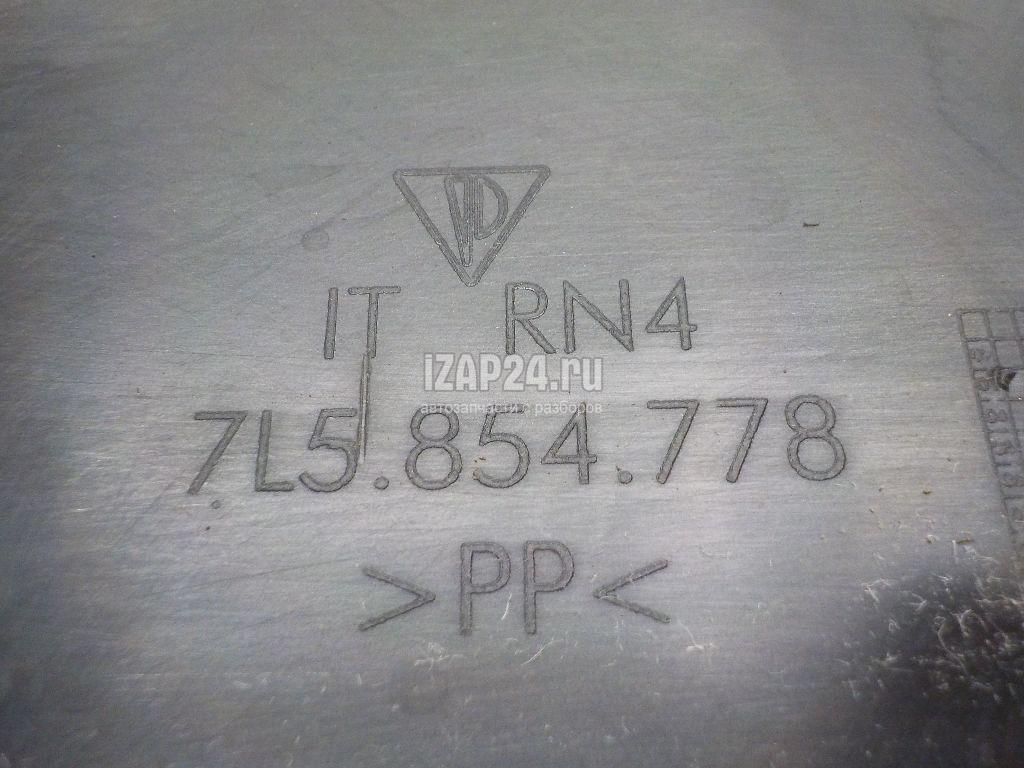 IT RN4
iZAP24.ru
автозапчасти с разборов
7L5.854.778
>PP<